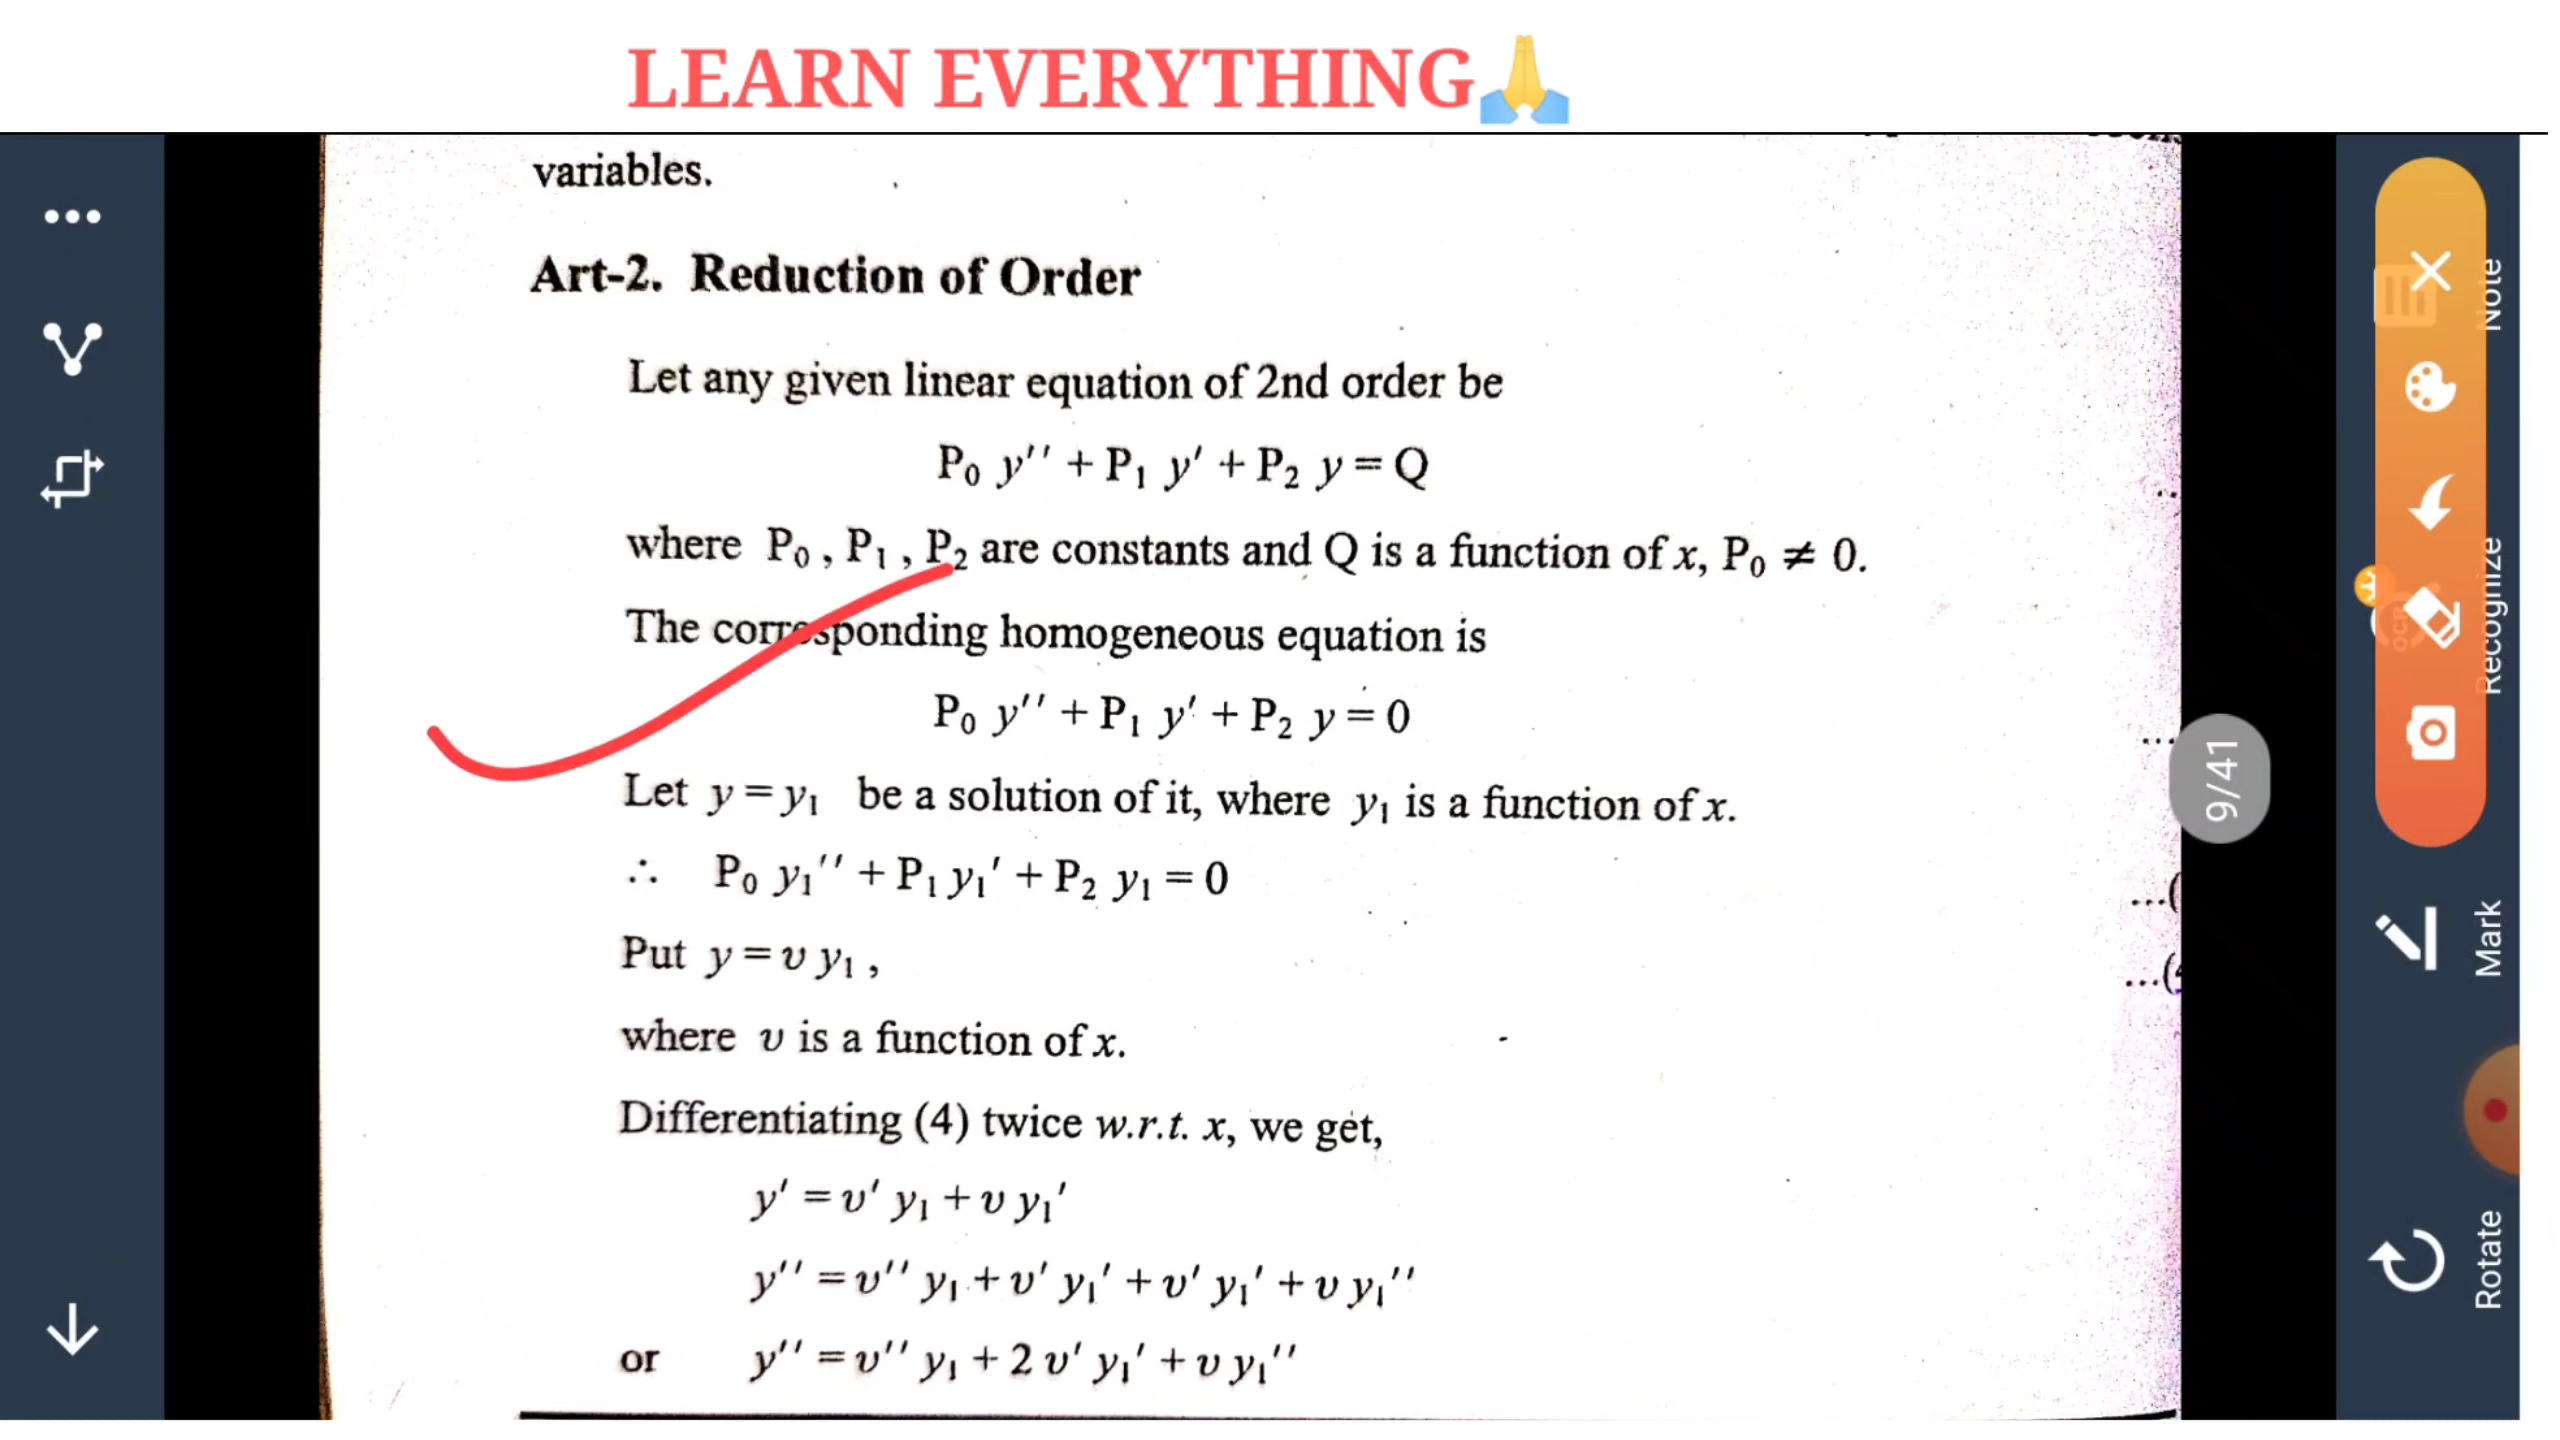 LEARN EVERYTHING🙏
variables.
Art-2. Reduction of Order
Let any given linear equation of 2nd order be
P₀ y′′ + P₁ y′ + P₂ y = Q
where P₀ , P₁ , P₂ are constants and Q is a function of x, P₀ ≠ 0.
The corresponding homogeneous equation is
P₀ y′′ + P₁ y′ + P₂ y = 0
Let y = y₁ be a solution of it, where y₁ is a function of x.
∴ P₀ y₁′′ + P₁ y₁′ + P₂ y₁ = 0 ...(
Put y = υ y₁ , ...(
where υ is a function of x.
Differentiating (4) twice w.r.t. x, we get,
y′ = υ′ y₁ + υ y₁′
y′′ = υ′′ y₁ + υ′ y₁′ + υ′ y₁′ + υ y₁′′
or y′′ = υ′′ y₁ + 2 υ′ y₁′ + υ y₁′′
9/41
Note
OCR
Recognize
Mark
Rotate